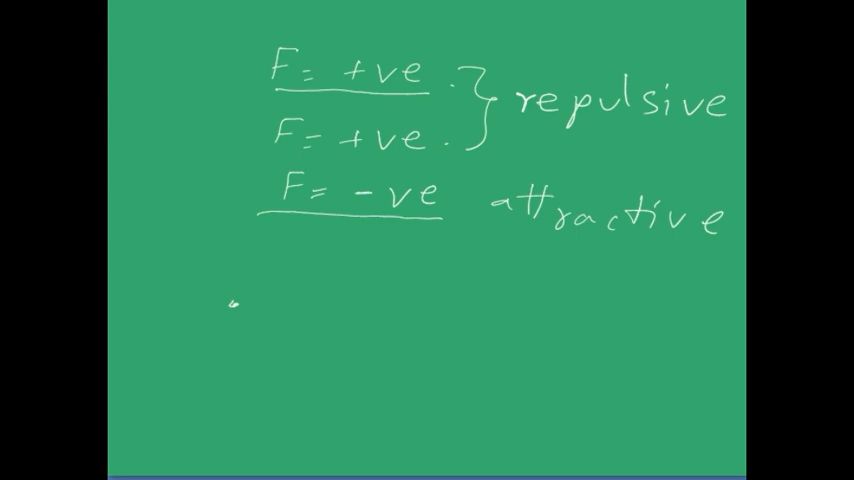 F = +ve . } repulsive
F = +ve .
F = -ve attractive